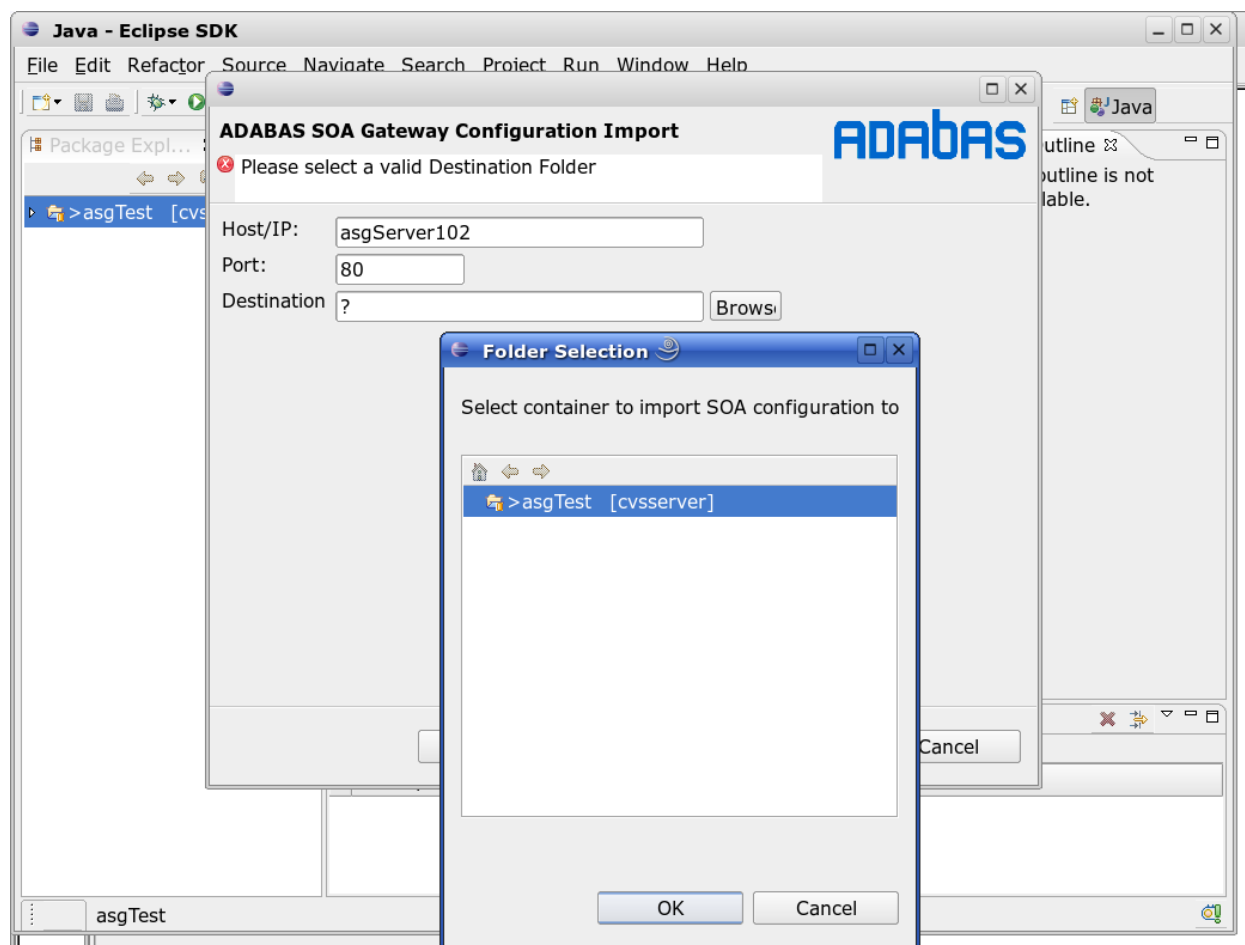 Java - Eclipse SDK
File Edit Refactor Source Navigate Search Project Run Window Help
Java
Package Expl...
>asgTest [cvs
ADABAS SOA Gateway Configuration Import
ADABAS
Please select a valid Destination Folder
Host/IP: asgServer102
Port: 80
Destination ? Brows
utline
outline is not
lable.
Folder Selection
Select container to import SOA configuration to
>asgTest [cvsserver]
Cancel
OK Cancel
asgTest